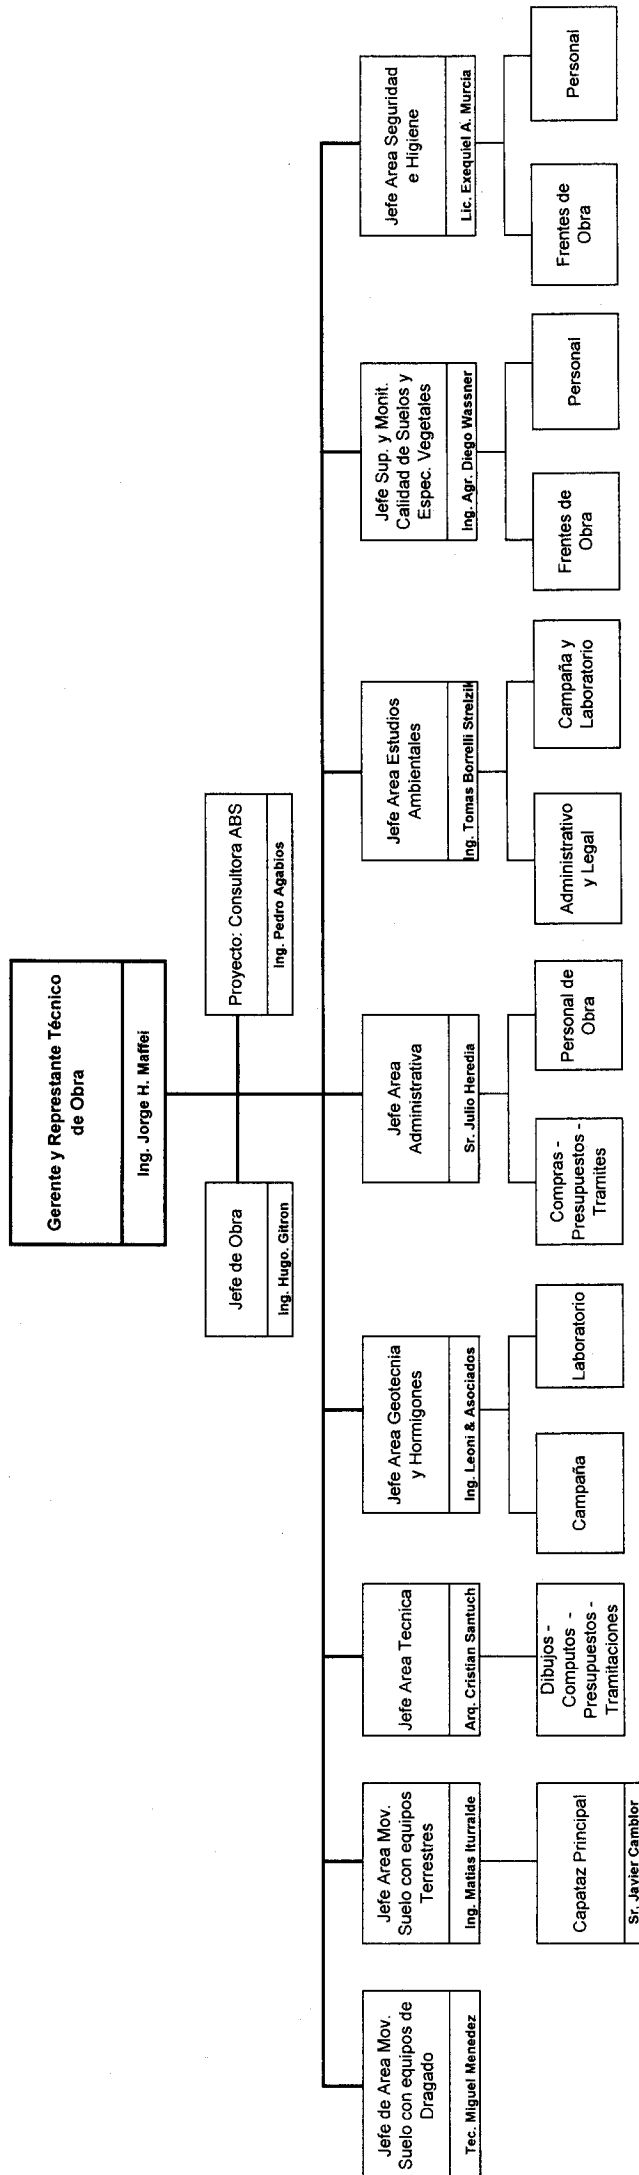 Gerente y Represtante Técnico
de Obra
Ing. Jorge H. Maffei
Jefe de Obra
Ing. Hugo. Gitron
Proyecto: Consultora ABS
Ing. Pedro Agabios
Jefe de Area Mov.
Suelo con equipos de
Dragado
Tec. Miguel Menedez
Jefe Area Mov.
Suelo con equipos
Terrestres
Ing. Matias Iturralde
Capataz Principal
Sr. Javier Camblor
Jefe Area Tecnica
Arq. Cristian Santuch
Dibujos -
Computos -
Presupuestos -
Tramitaciones
Jefe Area Geotecnia
y Hormigones
Ing. Leoni & Asociados
Campaña
Laboratorio
Jefe Area
Administrativa
Sr. Julio Heredia
Compras -
Presupuestos -
Tramites
Personal de
Obra
Jefe Area Estudios
Ambientales
Ing. Tomas Borrelli Strelzik
Administrativo
y Legal
Campaña y
Laboratorio
Jefe Sup. y Monit.
Calidad de Suelos y
Espec. Vegetales
Ing. Agr. Diego Wassner
Frentes de
Obra
Personal
Jefe Area Seguridad
e Higiene
Lic. Exequiel A. Murcia
Frentes de
Obra
Personal